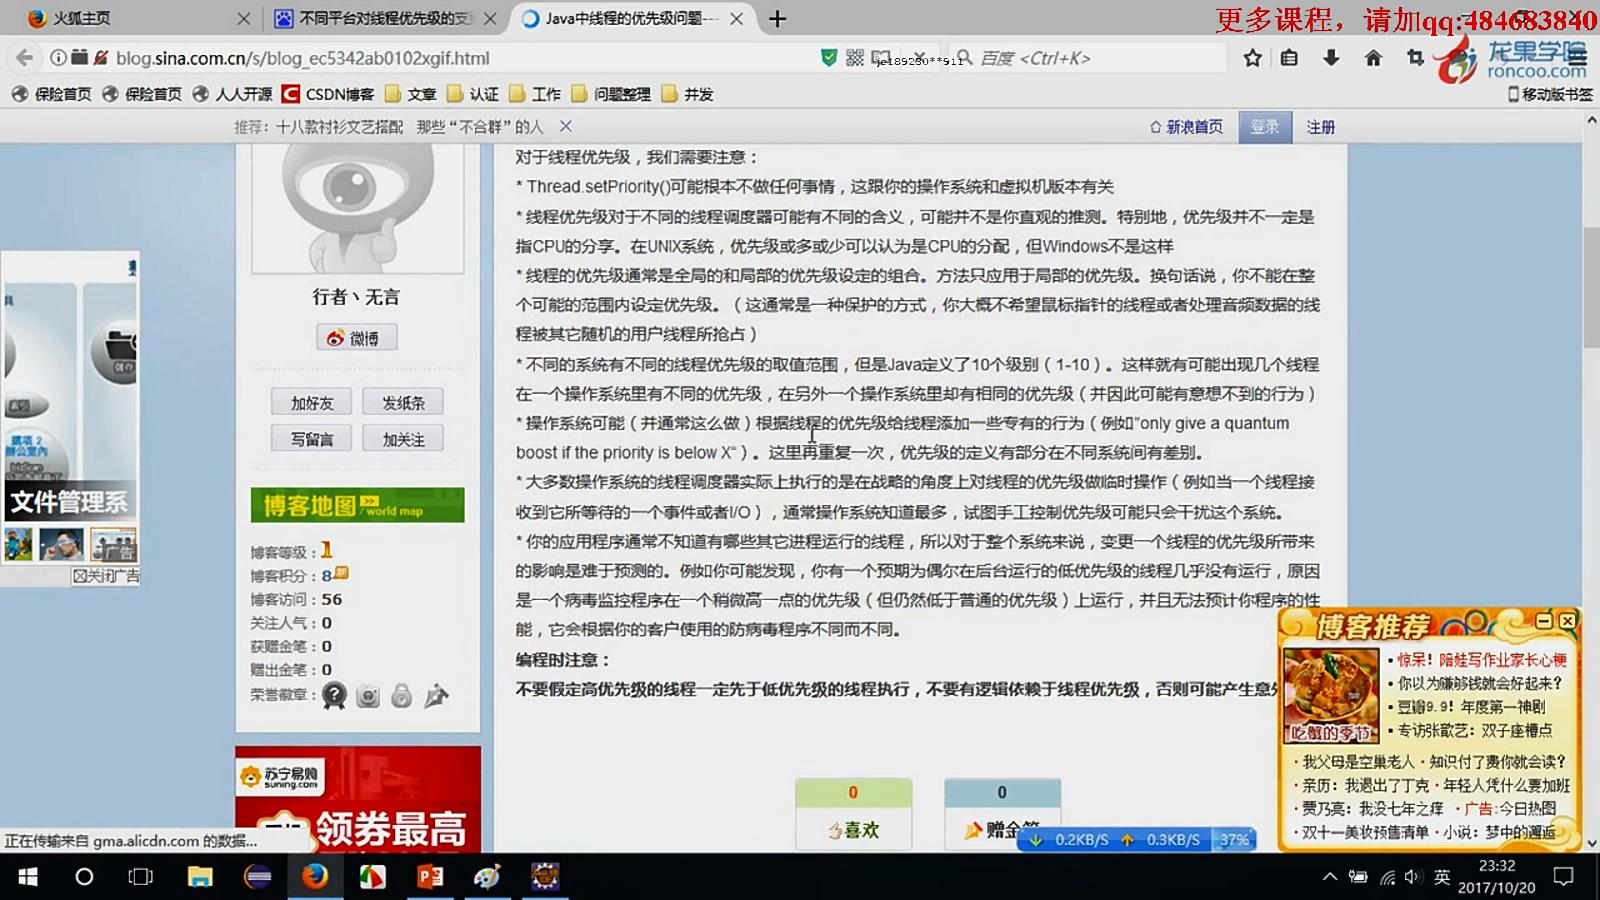 火狐主页
不同平台对线程优先级的支
Java中线程的优先级问题---
更多课程，请加qq:484683840
blog.sina.com.cn/s/blog_ec5342ab0102xgif.html
百度 <Ctrl+K>
龙果学院
roncoo.com
保险首页
保险首页
人人开源
CSDN博客
文章
认证
工作
问题整理
并发
移动版书签
推荐：十八款衬衫文艺搭配 那些“不合群”的人
新浪首页
登录
注册
对于线程优先级，我们需要注意：
* Thread.setPriority()可能根本不做任何事情，这跟你的操作系统和虚拟机版本有关
* 线程优先级对于不同的线程调度器可能有不同的含义，可能并不是你直观的推测。特别地，优先级并不一定是
指CPU的分享。在UNIX系统，优先级或多或少可以认为是CPU的分配，但Windows不是这样
* 线程的优先级通常是全局的和局部的优先级设定的组合。方法只应用于局部的优先级。换句话说，你不能在整
个可能的范围内设定优先级。（这通常是一种保护的方式，你大概不希望鼠标指针的线程或者处理音频数据的线
程被其它随机的用户线程所抢占）
* 不同的系统有不同的线程优先级的取值范围，但是Java定义了10个级别（1-10）。这样就有可能出现几个线程
在一个操作系统里有不同的优先级，在另外一个操作系统里却有相同的优先级（并因此可能有意想不到的行为）
* 操作系统可能（并通常这么做）根据线程的优先级给线程添加一些专有的行为（例如“only give a quantum
boost if the priority is below X“）。这里再重复一次，优先级的定义有部分在不同系统间有差别。
* 大多数操作系统的线程调度器实际上执行的是在战略的角度上对线程的优先级做临时操作（例如当一个线程接
收到它所等待的一个事件或者I/O），通常操作系统知道最多，试图手工控制优先级可能只会干扰这个系统。
* 你的应用程序通常不知道有哪些其它进程运行的线程，所以对于整个系统来说，变更一个线程的优先级所带来
的影响是难于预测的。例如你可能发现，你有一个预期为偶尔在后台运行的低优先级的线程几乎没有运行，原因
是一个病毒监控程序在一个稍微高一点的优先级（但仍然低于普通的优先级）上运行，并且无法预计你程序的性
能，它会根据你的客户使用的防病毒程序不同而不同。
编程时注意：
不要假定高优先级的线程一定先于低优先级的线程执行，不要有逻辑依赖于线程优先级，否则可能产生意外
行者丶无言
微博
加好友
发纸条
写留言
加关注
博客地图
/ world map
博客等级：1
博客积分：8
博客访问：56
关注人气：0
获赠金笔：0
赠出金笔：0
荣誉徽章：
文件管理系
广告
关闭广告
苏宁易购
suning.com
领券最高
0
喜欢
0
赠金笔
博客推荐
吃蟹的季节
• 惊呆！陪娃写作业家长心梗
• 你以为赚够钱就会好起来？
• 豆瓣9.9！年度第一神剧
• 专访张歆艺：双子座槽点
· 我父母是空巢老人 · 知识付了费你就会读？
· 亲历：我退出了丁克 · 年轻人凭什么要加班
· 贾乃亮：我没七年之痒 · 广告:今日热图
· 双十一美妆预售清单 · 小说：梦中的邂逅
正在传输来自 gma.alicdn.com 的数据...
0.2KB/S
0.3KB/S
37%
英
23:32
2017/10/20